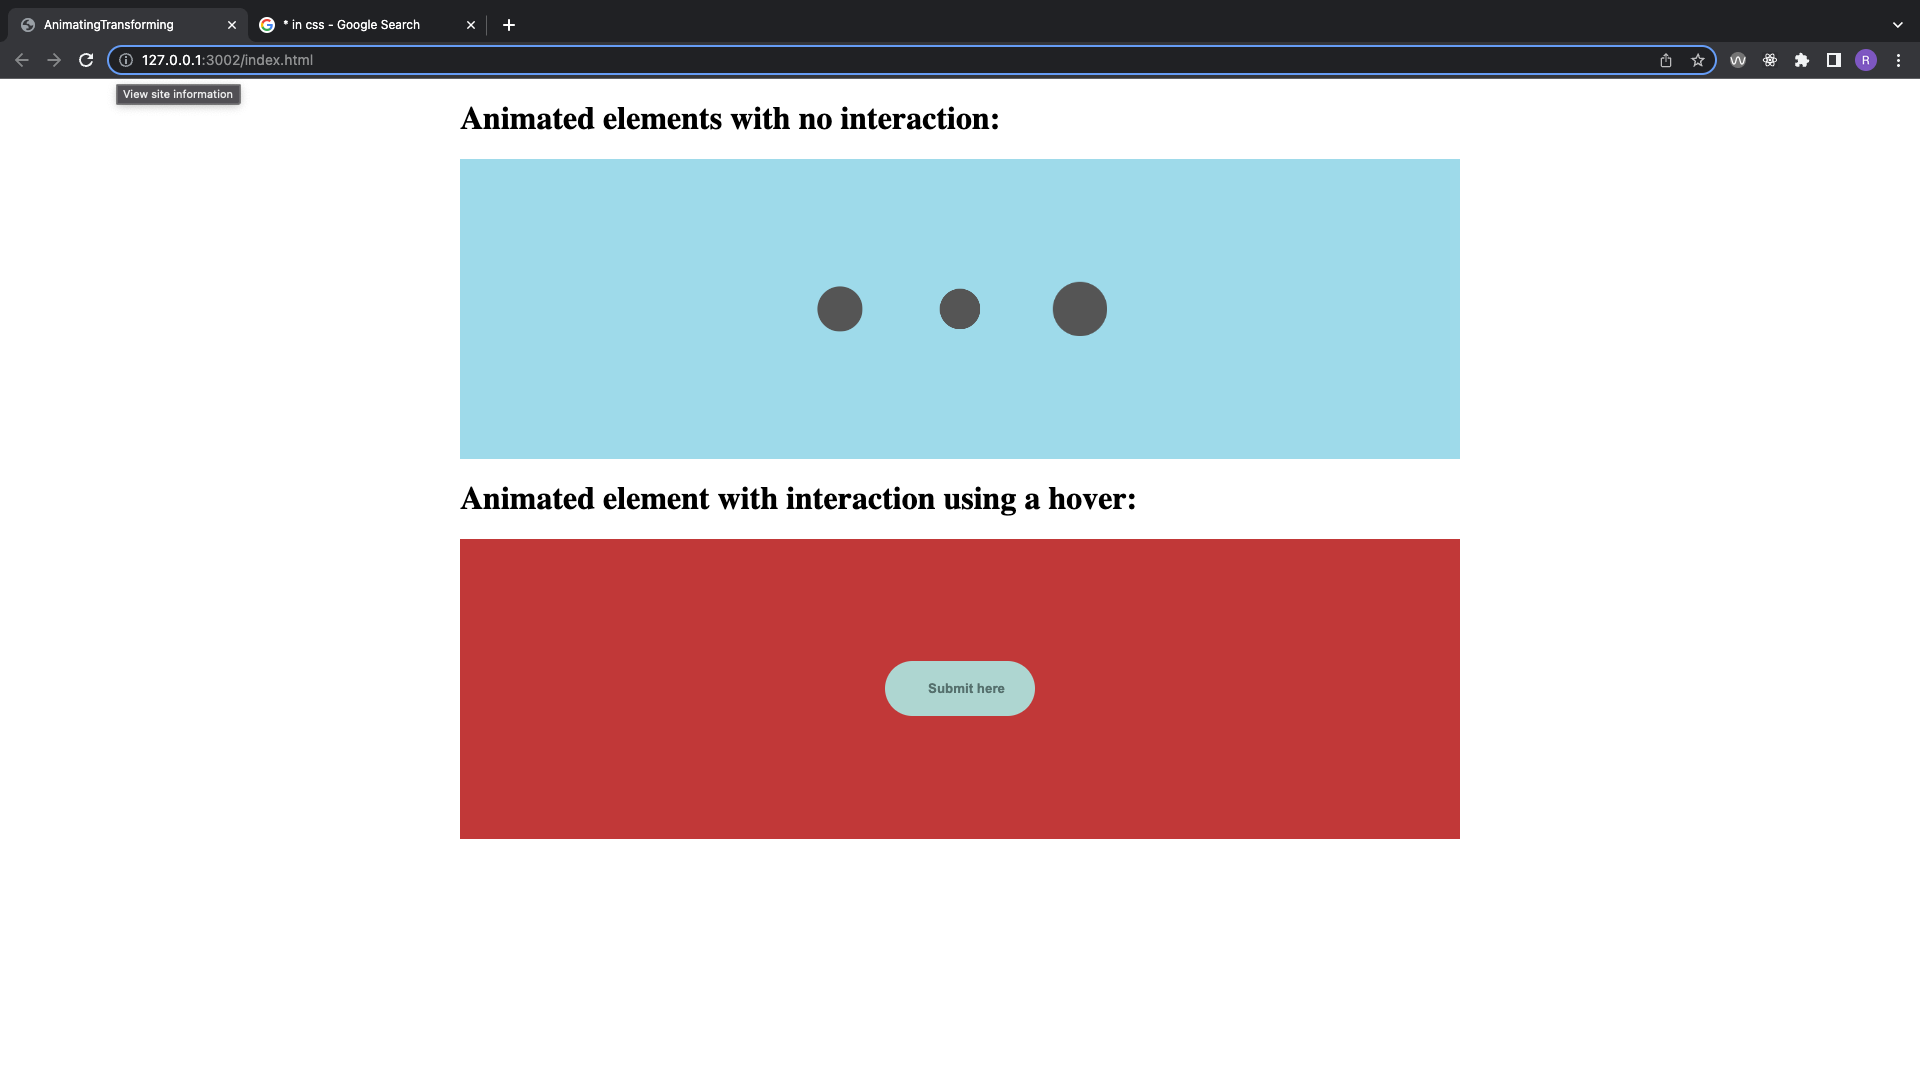 AnimatingTransforming
* in css - Google Search
127.0.0.1:3002/index.html
R
View site information
Animated elements with no interaction:
Animated element with interaction using a hover:
Submit here